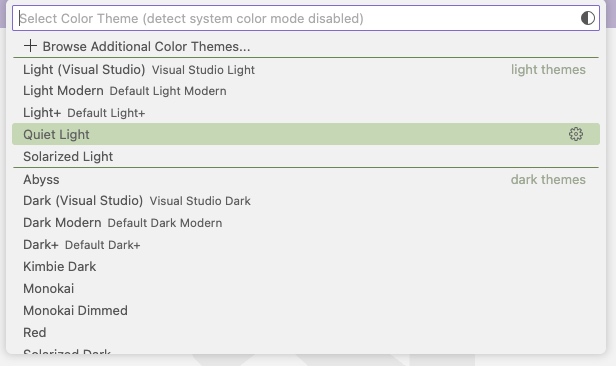 Select Color Theme (detect system color mode disabled)
Browse Additional Color Themes...
Light (Visual Studio) Visual Studio Light light themes
Light Modern Default Light Modern
Light+ Default Light+
Quiet Light
Solarized Light
Abyss dark themes
Dark (Visual Studio) Visual Studio Dark
Dark Modern Default Dark Modern
Dark+ Default Dark+
Kimbie Dark
Monokai
Monokai Dimmed
Red
Solarized Dark